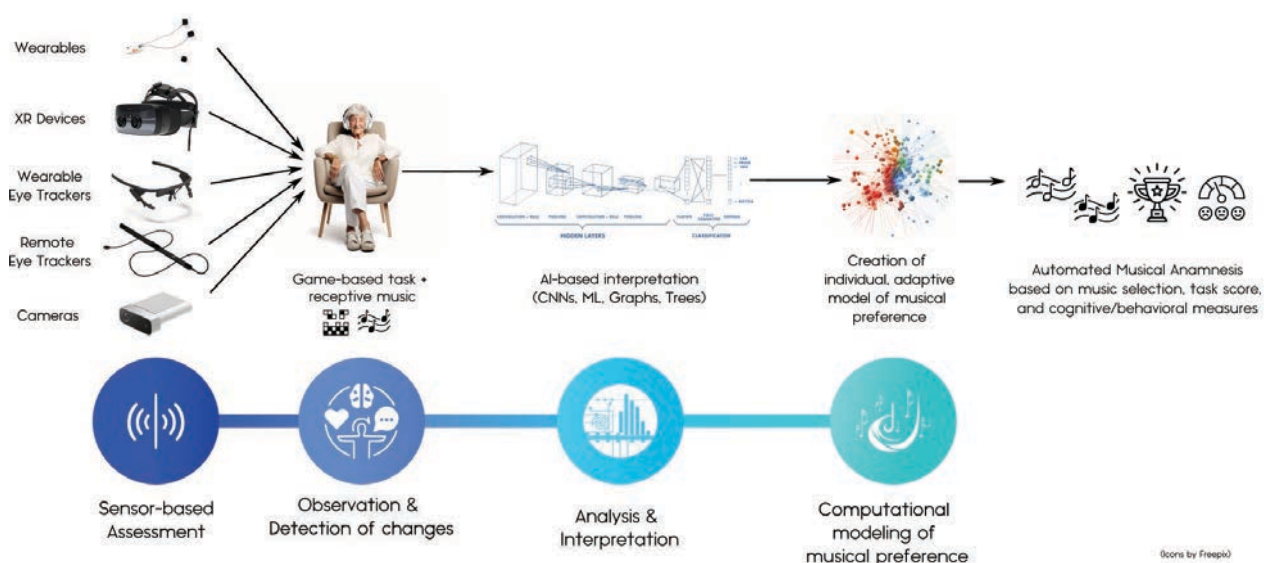 Wearables
XR Devices
Wearable
Eye Trackers
Remote
Eye Trackers
Cameras
Game-based task +
receptive music
HIDDEN LAYERS
CLASSIFICATION
AI-based interpretation
(CNNs, ML, Graphs, Trees)
Creation of
individual, adaptive
model of musical
preference
Automated Musical Anamnesis
based on music selection, task score,
and cognitive/behavioral measures
Sensor-based
Assessment
Observation &
Detection of changes
Analysis &
Interpretation
Computational
modeling of
musical preference
(Icons by Freepix)